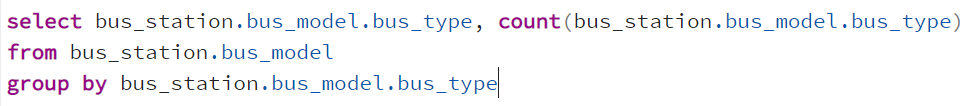 select bus_station.bus_model.bus_type, count(bus_station.bus_model.bus_type)
from bus_station.bus_model
group by bus_station.bus_model.bus_type